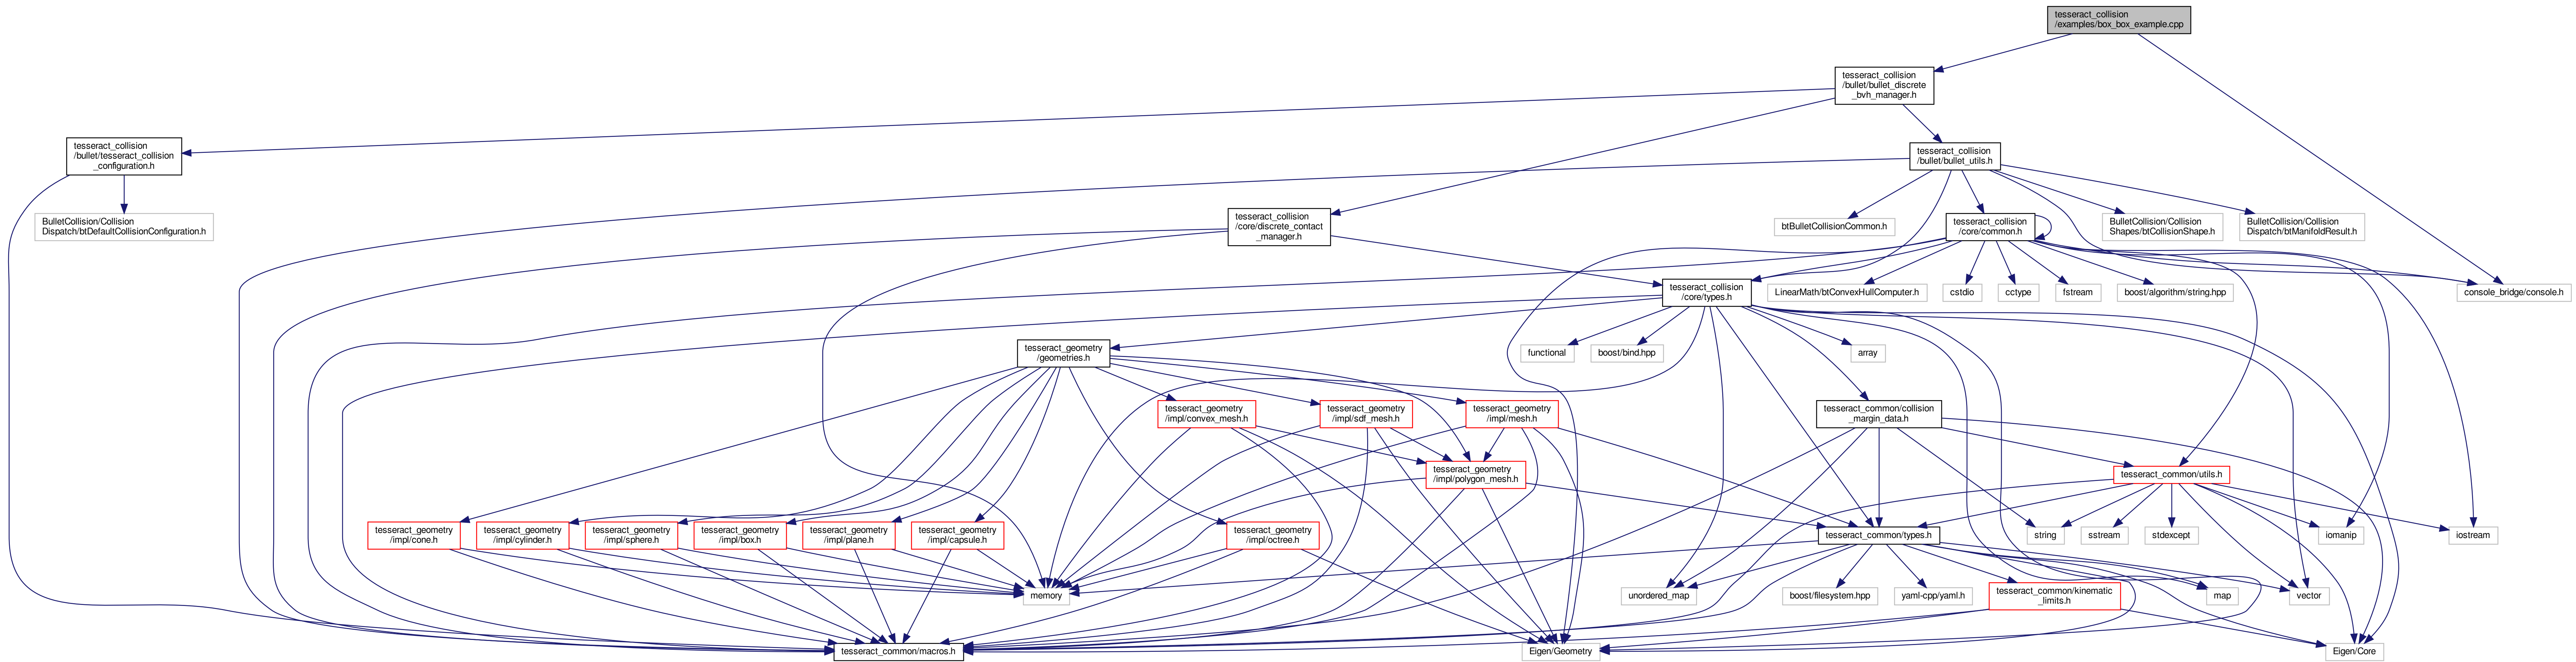 tesseract_collision
/examples/box_box_example.cpp
tesseract_collision
/bullet/bullet_discrete
_bvh_manager.h
tesseract_collision
/bullet/tesseract_collision
_configuration.h
tesseract_collision
/bullet/bullet_utils.h
BulletCollision/Collision
Dispatch/btDefaultCollisionConfiguration.h
tesseract_collision
/core/discrete_contact
_manager.h
btBulletCollisionCommon.h
tesseract_collision
/core/common.h
BulletCollision/Collision
Shapes/btCollisionShape.h
BulletCollision/Collision
Dispatch/btManifoldResult.h
tesseract_collision
/core/types.h
LinearMath/btConvexHullComputer.h
cstdio
cctype
fstream
boost/algorithm/string.hpp
console_bridge/console.h
tesseract_geometry
/geometries.h
functional
boost/bind.hpp
array
tesseract_geometry
/impl/convex_mesh.h
tesseract_geometry
/impl/sdf_mesh.h
tesseract_geometry
/impl/mesh.h
tesseract_common/collision
_margin_data.h
tesseract_geometry
/impl/polygon_mesh.h
tesseract_common/utils.h
tesseract_geometry
/impl/cone.h
tesseract_geometry
/impl/cylinder.h
tesseract_geometry
/impl/sphere.h
tesseract_geometry
/impl/box.h
tesseract_geometry
/impl/plane.h
tesseract_geometry
/impl/capsule.h
tesseract_geometry
/impl/octree.h
tesseract_common/types.h
string
sstream
stdexcept
iomanip
iostream
memory
unordered_map
boost/filesystem.hpp
yaml-cpp/yaml.h
tesseract_common/kinematic
_limits.h
map
vector
tesseract_common/macros.h
Eigen/Geometry
Eigen/Core